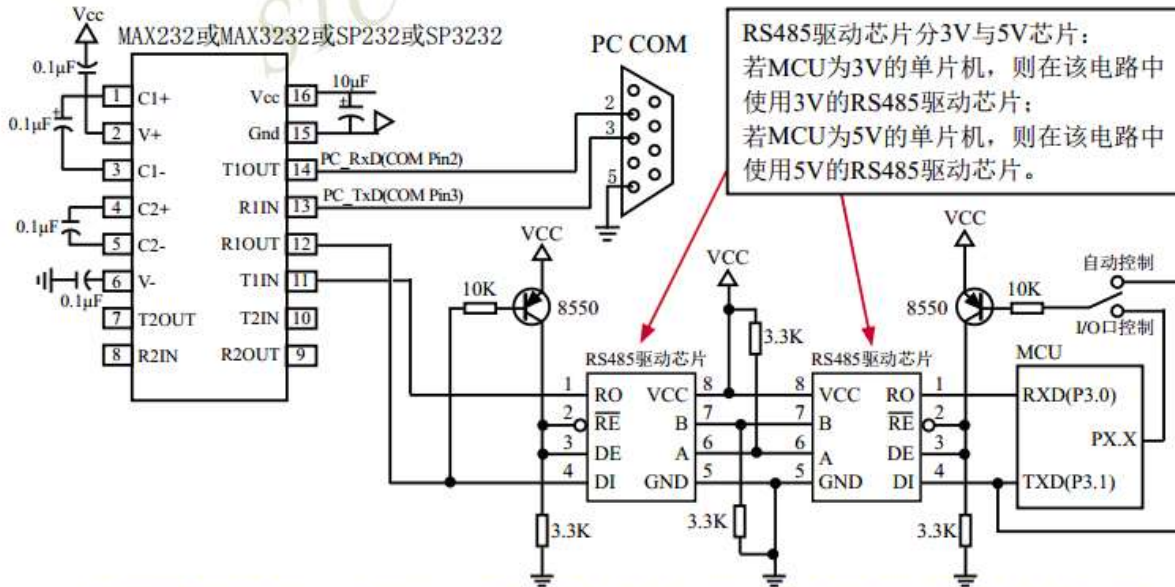 Vcc
MAX232或MAX3232或SP232或SP3232
0.1μF
0.1μF
0.1μF
0.1μF
1 C1+
2 V+
3 C1-
4 C2+
5 C2-
6 V-
7 T2OUT
8 R2IN
Vcc 16
Gnd 15
T1OUT 14
R1IN 13
R1OUT 12
T1IN 11
T2IN 10
R2OUT 9
10μF
PC_RxD(COM Pin2)
PC_TxD(COM Pin3)
PC COM
2
3
5
RS485驱动芯片分3V与5V芯片；
若MCU为3V的单片机，则在该电路中
使用3V的RS485驱动芯片；
若MCU为5V的单片机，则在该电路中
使用5V的RS485驱动芯片。
VCC
10K
8550
RS485驱动芯片
1 RO
2 RE
3 DE
4 DI
VCC 8
B 7
A 6
GND 5
3.3K
VCC
3.3K
3.3K
RS485驱动芯片
8 VCC
7 B
6 A
5 GND
RO 1
RE 2
DE 3
DI 4
VCC
8550
10K
3.3K
自动控制
I/O口控制
MCU
RXD(P3.0)
PX.X
TXD(P3.1)
STC